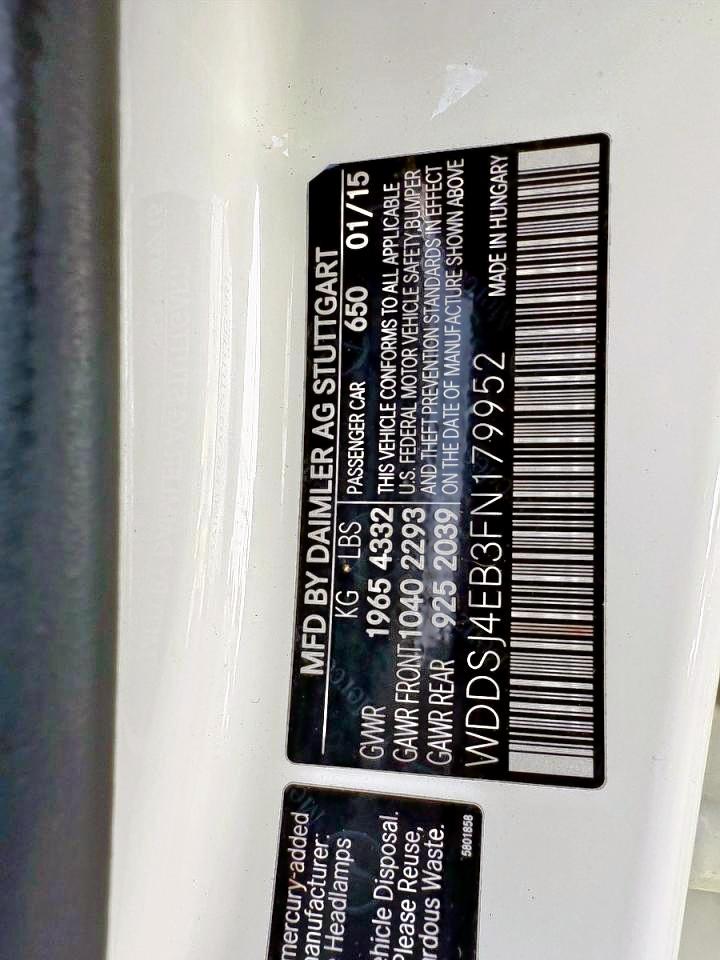 MFD BY DAIMLER AG STUTTGART
KG LBS PASSENGER CAR 650 01/15
GVWR 1965 4332 THIS VEHICLE CONFORMS TO ALL APPLICABLE
GAWR FRONT 1040 2293 U.S. FEDERAL MOTOR VEHICLE SAFETY, BUMPER
GAWR REAR 925 2039 AND THEFT PREVENTION STANDARDS IN EFFECT
ON THE DATE OF MANUFACTURE SHOWN ABOVE
WDDSJ4EB3FN179952 MADE IN HUNGARY
mercury-added
anufacturer:
Headlamps
ehicle Disposal.
Please Reuse,
rdous Waste.
5801858